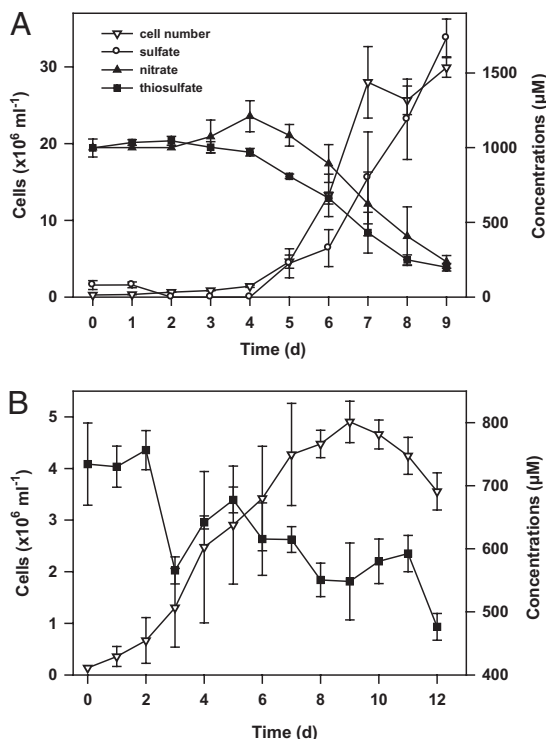 A
cell number
sulfate
nitrate
thiosulfate
Cells (x10⁶ ml⁻¹)
30
20
10
0
Concentrations (µM)
1500
1000
500
0
0 1 2 3 4 5 6 7 8 9
Time (d)
B
Cells (x10⁶ ml⁻¹)
5
4
3
2
1
0
Concentrations (µM)
800
700
600
500
400
0 2 4 6 8 10 12
Time (d)